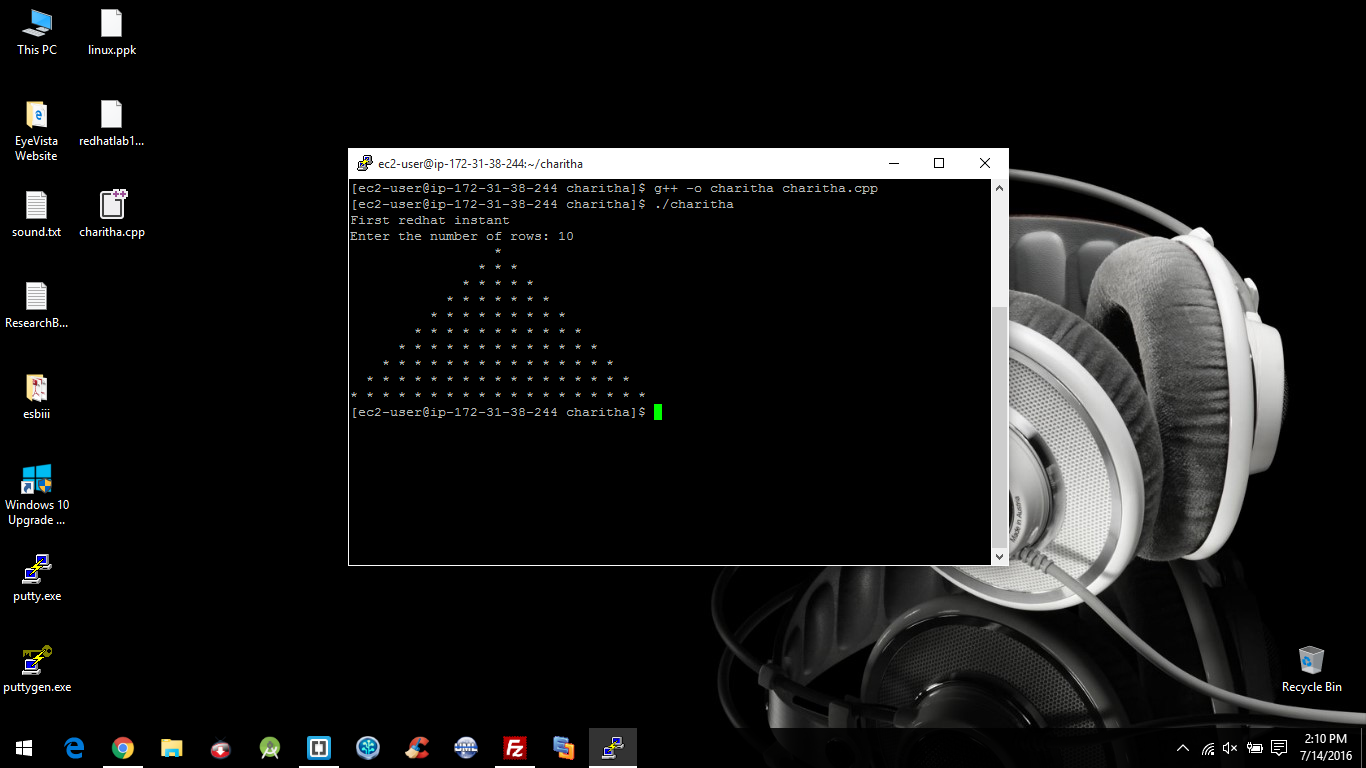 This PC
linux.ppk
EyeVista
Website
redhatlab1...
sound.txt
charitha.cpp
ResearchB...
esbiii
Windows 10
Upgrade ...
putty.exe
puttygen.exe
ec2-user@ip-172-31-38-244:~/charitha
[ec2-user@ip-172-31-38-244 charitha]$ g++ -o charitha charitha.cpp
[ec2-user@ip-172-31-38-244 charitha]$ ./charitha
First redhat instant
Enter the number of rows: 10
                  *
                * * *
              * * * * *
            * * * * * * *
          * * * * * * * * *
        * * * * * * * * * * *
      * * * * * * * * * * * * *
    * * * * * * * * * * * * * * *
  * * * * * * * * * * * * * * * * *
* * * * * * * * * * * * * * * * * * *
[ec2-user@ip-172-31-38-244 charitha]$
Made in Austria
Recycle Bin
2:10 PM
7/14/2016